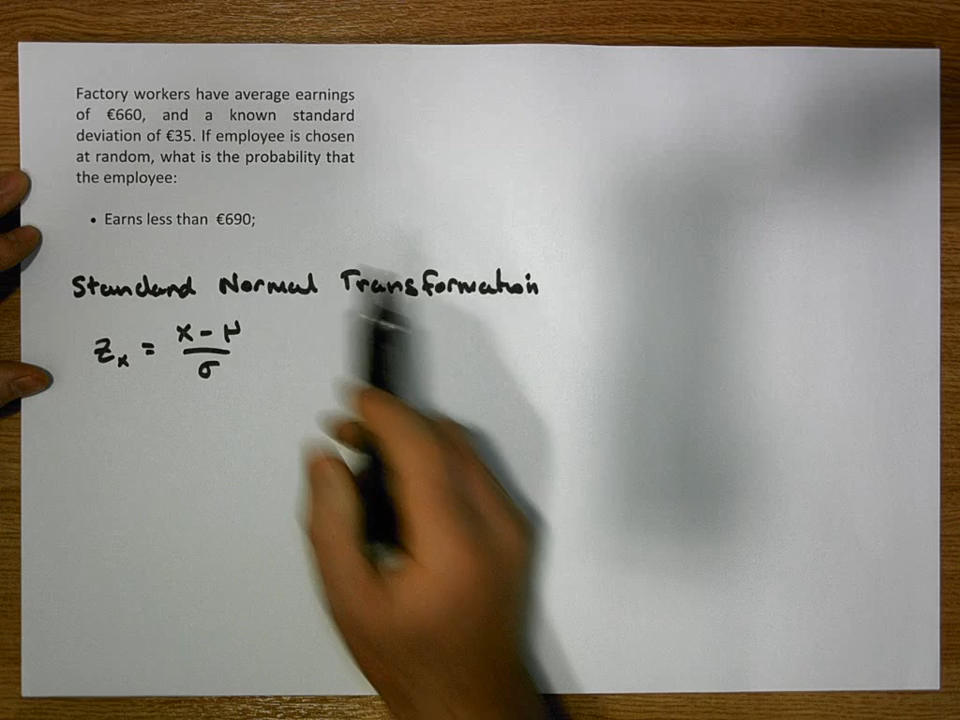 Factory workers have average earnings
of €660, and a known standard
deviation of €35. If employee is chosen
at random, what is the probability that
the employee:
• Earns less than €690;
Standard Normal Transformation
Zx = x - μ / σ